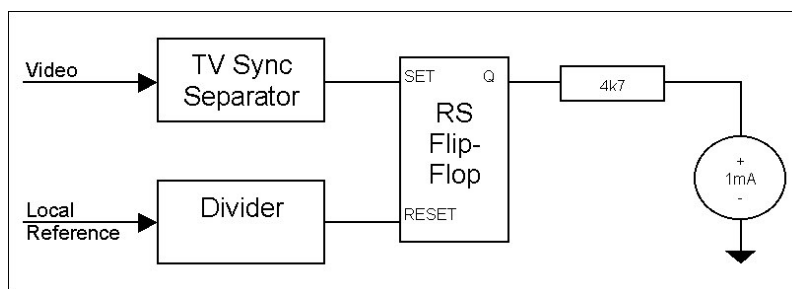 Video
TV Sync
Separator
SET
Q
RS
Flip-
Flop
RESET
4k7
+
1mA
-
Local
Reference
Divider